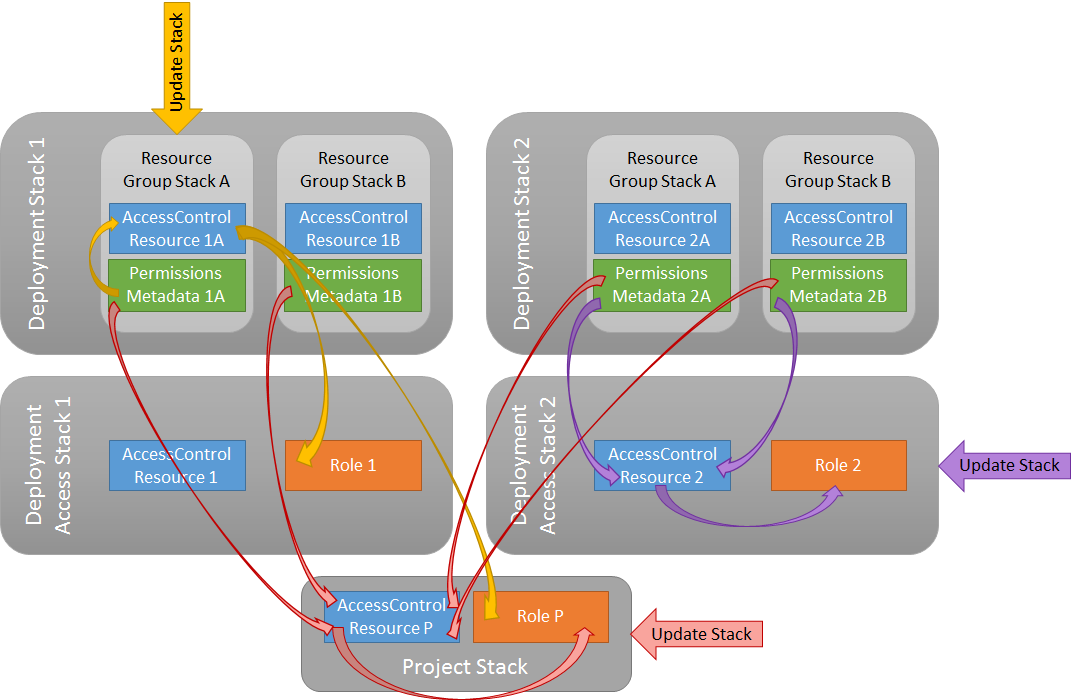 Update Stack
Deployment Stack 1
Resource
Group Stack A
AccessControl
Resource 1A
Permissions
Metadata 1A
Resource
Group Stack B
AccessControl
Resource 1B
Permissions
Metadata 1B
Deployment Stack 2
Resource
Group Stack A
AccessControl
Resource 2A
Permissions
Metadata 2A
Resource
Group Stack B
AccessControl
Resource 2B
Permissions
Metadata 2B
Deployment
Access Stack 1
AccessControl
Resource 1
Role 1
Deployment
Access Stack 2
AccessControl
Resource 2
Role 2
Update Stack
AccessControl
Resource P
Role P
Project Stack
Update Stack